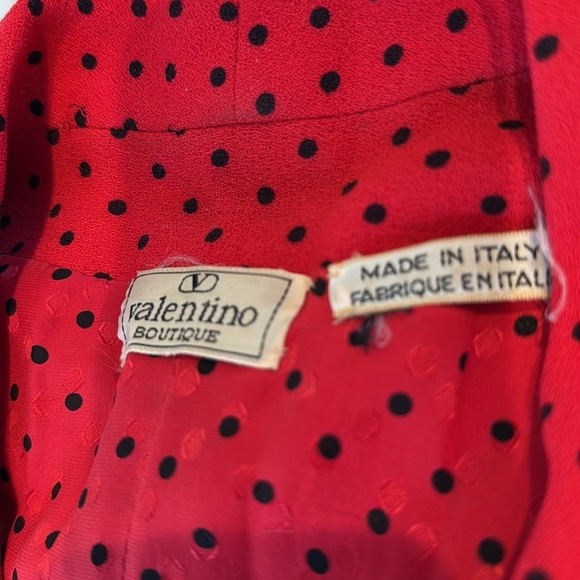 V
valentino
BOUTIQUE
MADE IN ITALY
FABRIQUE EN ITALI